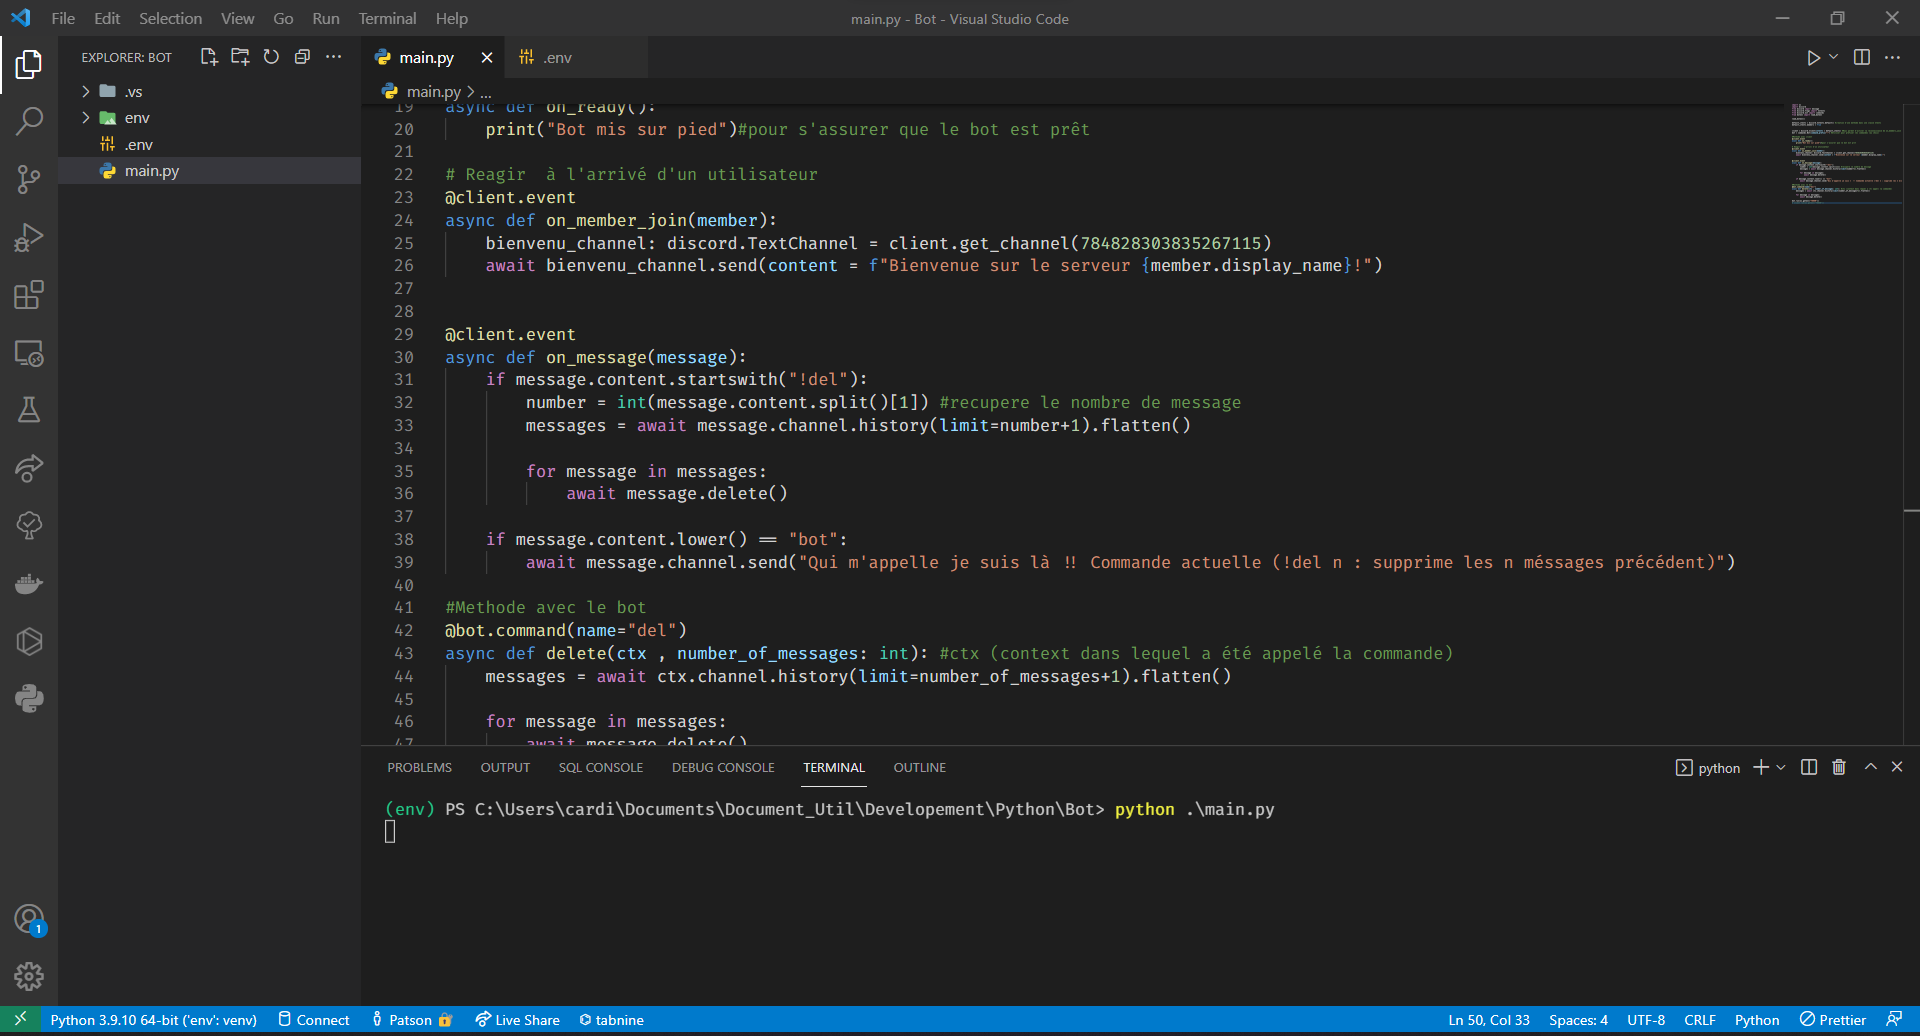 File Edit Selection View Go Run Terminal Help
main.py - Bot - Visual Studio Code
EXPLORER: BOT
.vs
env
.env
main.py
main.py
.env
main.py > ...
19 async def on_ready():
20 print("Bot mis sur pied")#pour s'assurer que le bot est prêt
21
22 # Reagir  à l'arrivé d'un utilisateur
23 @client.event
24 async def on_member_join(member):
25 bienvenu_channel: discord.TextChannel = client.get_channel(784828303835267115)
26 await bienvenu_channel.send(content = f"Bienvenue sur le serveur {member.display_name}!")
27
28
29 @client.event
30 async def on_message(message):
31 if message.content.startswith("!del"):
32 number = int(message.content.split()[1]) #recupere le nombre de message
33 messages = await message.channel.history(limit=number+1).flatten()
34
35 for message in messages:
36 await message.delete()
37
38 if message.content.lower() == "bot":
39 await message.channel.send("Qui m'appelle je suis là !! Commande actuelle (!del n : supprime les n méssages précédent)")
40
41 #Methode avec le bot
42 @bot.command(name="del")
43 async def delete(ctx , number_of_messages: int): #ctx (context dans lequel a été appelé la commande)
44 messages = await ctx.channel.history(limit=number_of_messages+1).flatten()
45
46 for message in messages:
47 await message.delete()
PROBLEMS OUTPUT SQL CONSOLE DEBUG CONSOLE TERMINAL OUTLINE
python
(env) PS C:\Users\cardi\Documents\Document_Util\Developement\Python\Bot> python .\main.py
1
Python 3.9.10 64-bit ('env': venv) Connect Patson Live Share tabnine
Ln 50, Col 33 Spaces: 4 UTF-8 CRLF Python Prettier